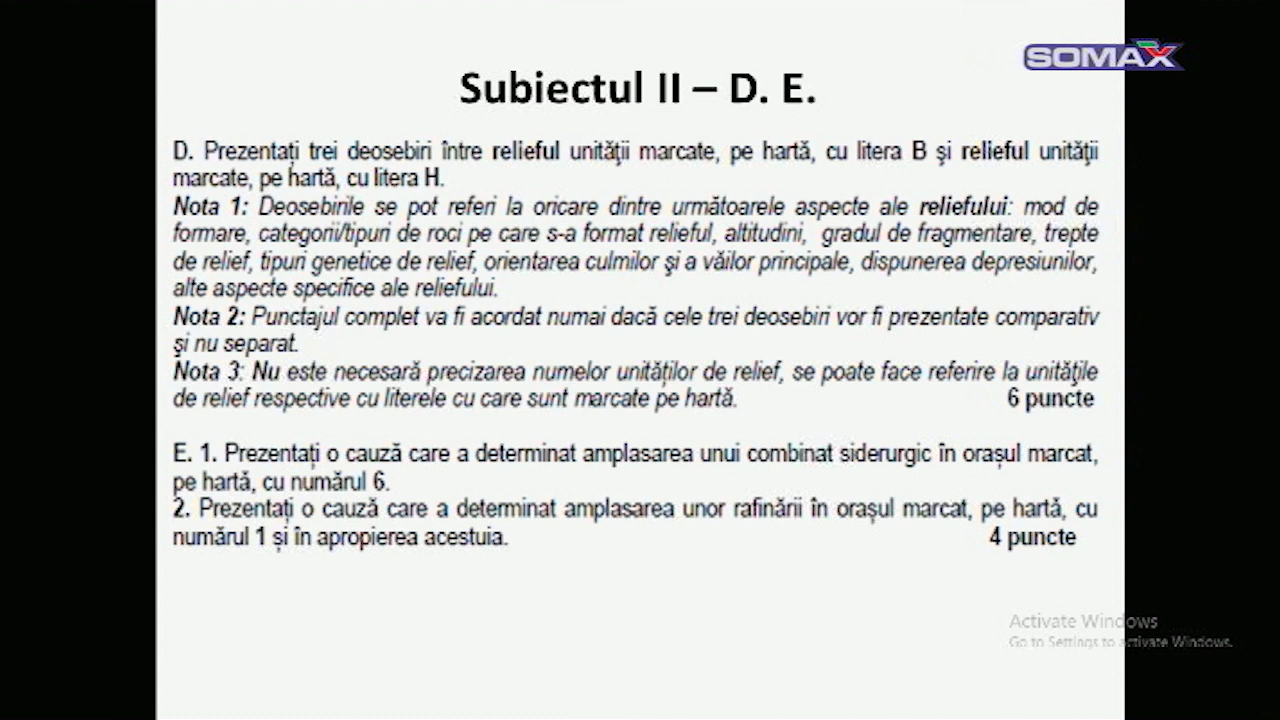 SOMAX
Subiectul II – D. E.
D. Prezentați trei deosebiri între relieful unităţii marcate, pe hartă, cu litera B şi relieful unităţii
marcate, pe hartă, cu litera H.
Nota 1: Deosebirile se pot referi la oricare dintre următoarele aspecte ale reliefului: mod de
formare, categorii/tipuri de roci pe care s-a format relieful, altitudini, gradul de fragmentare, trepte
de relief, tipuri genetice de relief, orientarea culmilor şi a văilor principale, dispunerea depresiunilor,
alte aspecte specifice ale reliefului.
Nota 2: Punctajul complet va fi acordat numai dacă cele trei deosebiri vor fi prezentate comparativ
şi nu separat.
Nota 3: Nu este necesară precizarea numelor unităților de relief, se poate face referire la unităţile
de relief respective cu literele cu care sunt marcate pe hartă. 6 puncte
E. 1. Prezentați o cauză care a determinat amplasarea unui combinat siderurgic în orașul marcat,
pe hartă, cu numărul 6.
2. Prezentați o cauză care a determinat amplasarea unor rafinării în orașul marcat, pe hartă, cu
numărul 1 și în apropierea acestuia. 4 puncte
Activate Windows
Go to Settings to activate Windows.